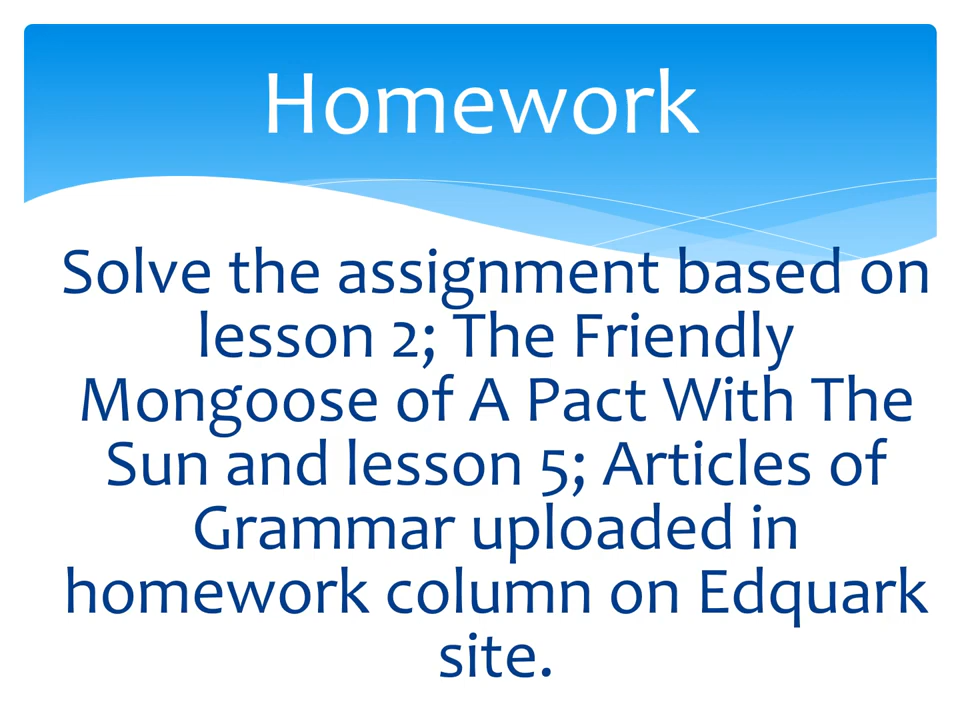 Homework
Solve the assignment based on
lesson 2; The Friendly
Mongoose of A Pact With The
Sun and lesson 5; Articles of
Grammar uploaded in
homework column on Edquark
site.